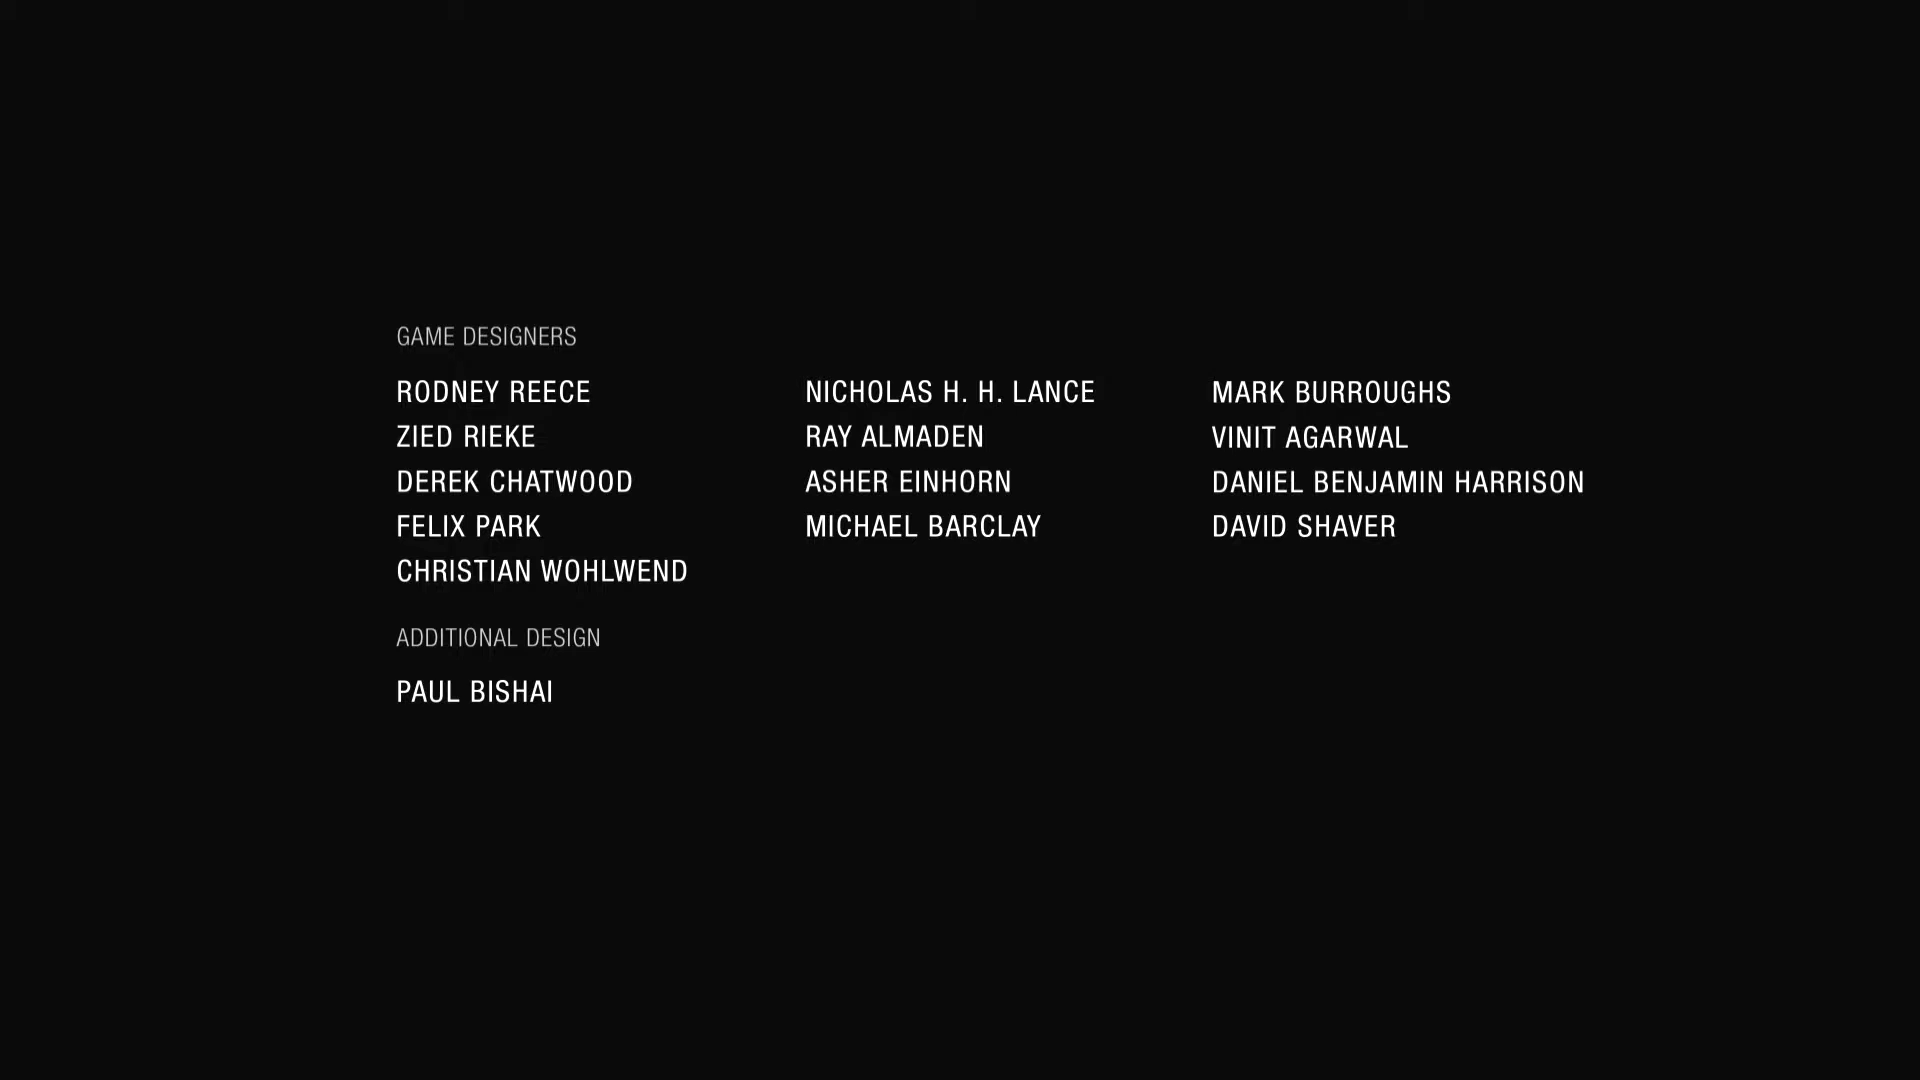 GAME DESIGNERS
RODNEY REECE
ZIED RIEKE
DEREK CHATWOOD
FELIX PARK
CHRISTIAN WOHLWEND
NICHOLAS H. H. LANCE
RAY ALMADEN
ASHER EINHORN
MICHAEL BARCLAY
MARK BURROUGHS
VINIT AGARWAL
DANIEL BENJAMIN HARRISON
DAVID SHAVER
ADDITIONAL DESIGN
PAUL BISHAI